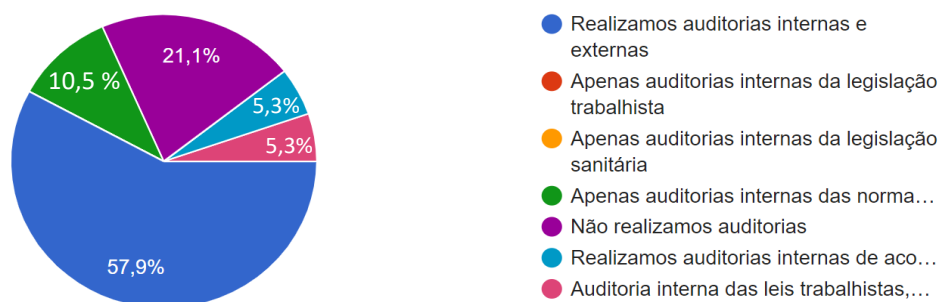 21,1%
10,5 %
5,3%
5,3%
57,9%
Realizamos auditorias internas e
externas
Apenas auditorias internas da legislação
trabalhista
Apenas auditorias internas da legislação
sanitária
Apenas auditorias internas das norma…
Não realizamos auditorias
Realizamos auditorias internas de aco…
Auditoria interna das leis trabalhistas,…